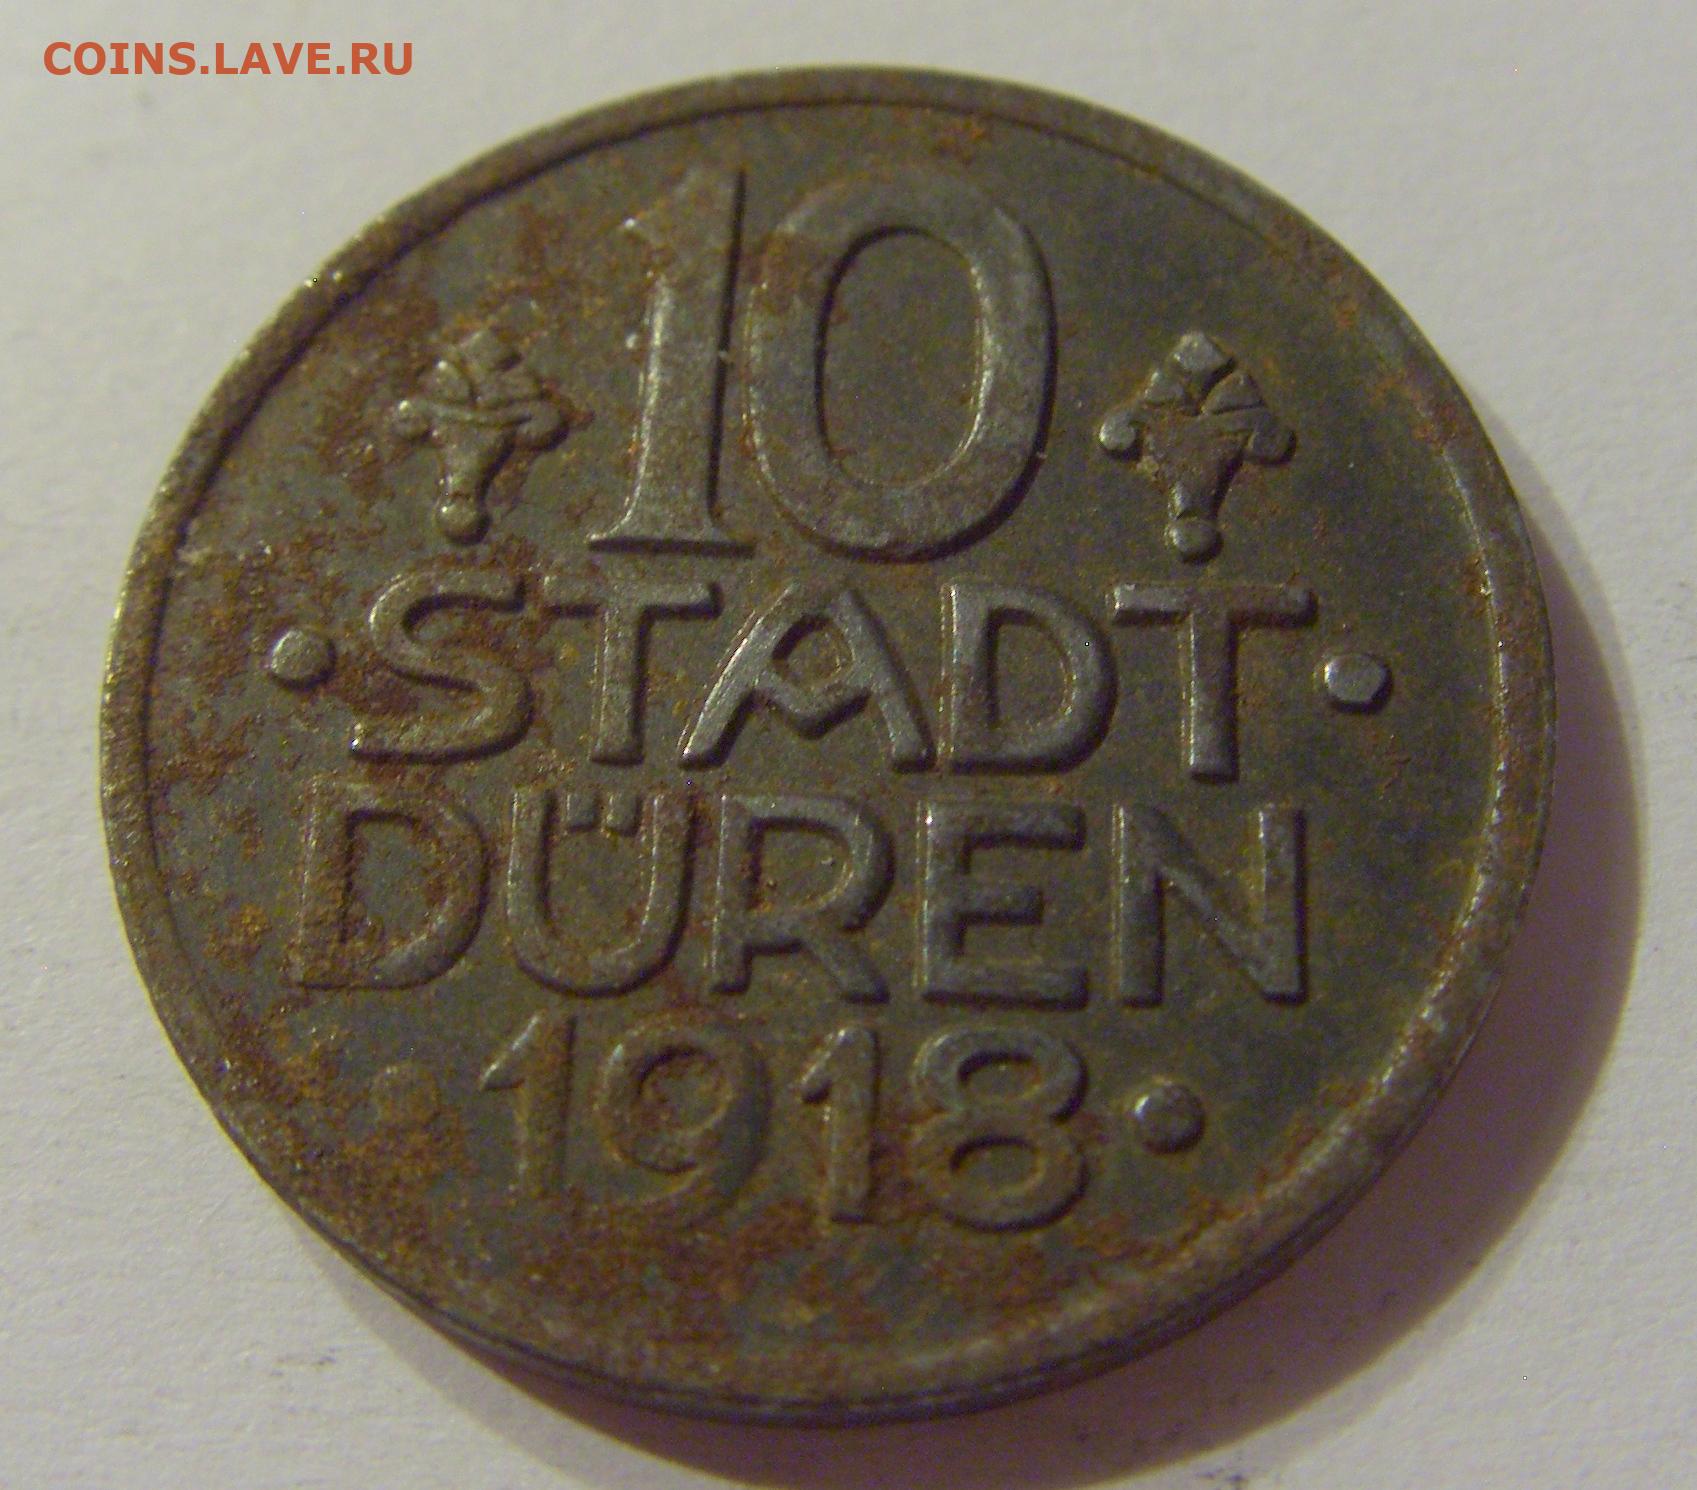 COINS.LAVE.RU
10
·STADT·
DÜREN
·1918·